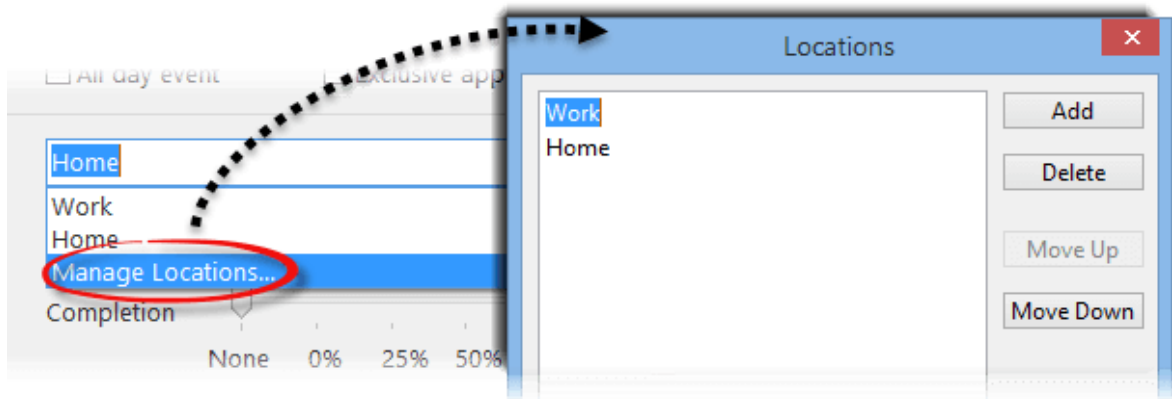 All day event
Exclusive app
Home
Work
Home
Manage Locations...
Completion
None 0% 25% 50%
Locations
Work
Home
Add
Delete
Move Up
Move Down